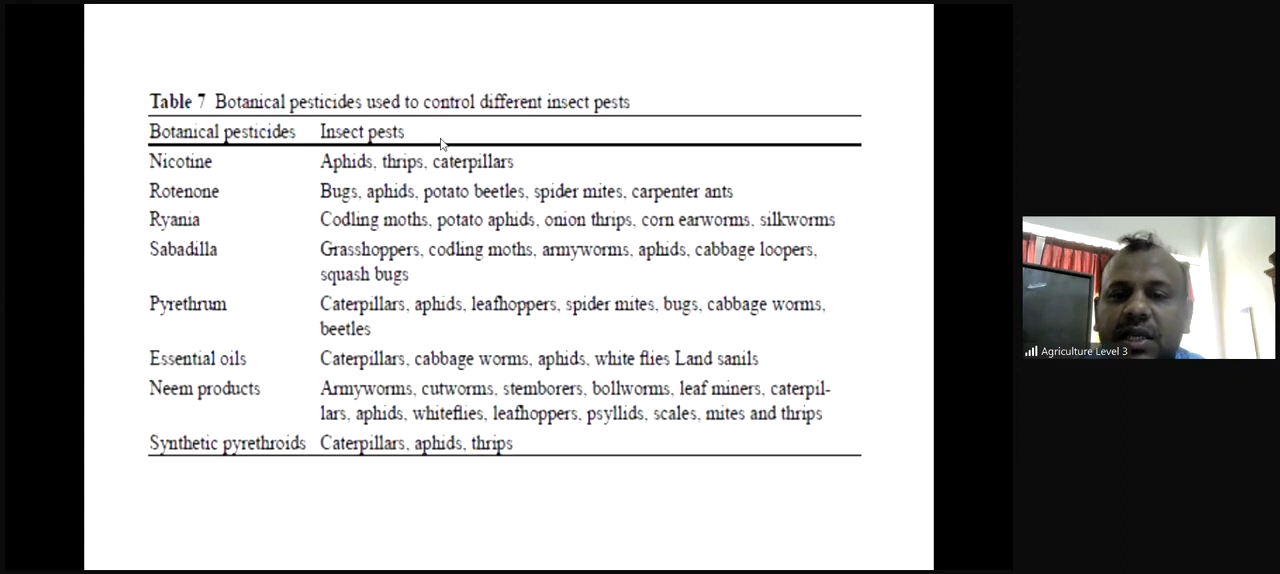 Table 7 Botanical pesticides used to control different insect pests
Botanical pesticides Insect pests
Nicotine Aphids, thrips, caterpillars
Rotenone Bugs, aphids, potato beetles, spider mites, carpenter ants
Ryania Codling moths, potato aphids, onion thrips, corn earworms, silkworms
Sabadilla Grasshoppers, codling moths, armyworms, aphids, cabbage loopers,
squash bugs
Pyrethrum Caterpillars, aphids, leafhoppers, spider mites, bugs, cabbage worms,
beetles
Essential oils Caterpillars, cabbage worms, aphids, white flies Land sanils
Neem products Armyworms, cutworms, stemborers, bollworms, leaf miners, caterpil-
lars, aphids, whiteflies, leafhoppers, psyllids, scales, mites and thrips
Synthetic pyrethroids Caterpillars, aphids, thrips
Agriculture Level 3